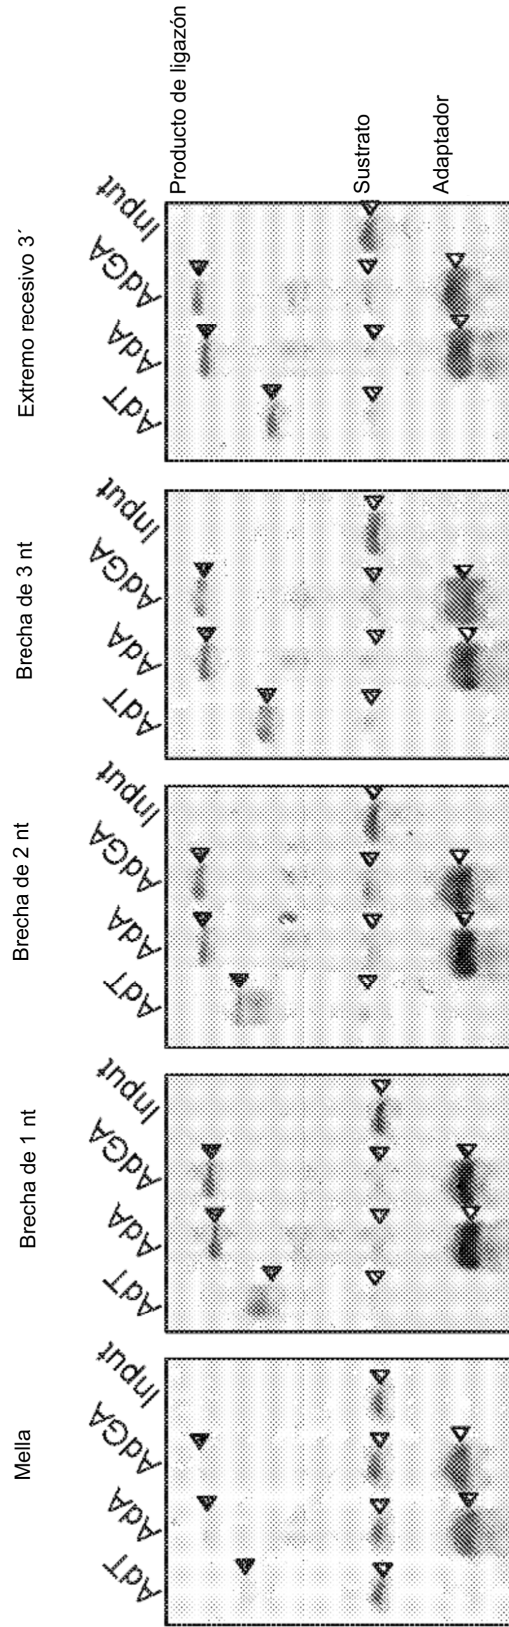 Mella
AdT AdA AdGA Input
Brecha de 1 nt
AdT AdA AdGA Input
Brecha de 2 nt
AdT AdA AdGA Input
Brecha de 3 nt
AdT AdA AdGA Input
Extremo recesivo 3´
AdT AdA AdGA Input
Producto de ligazón
Sustrato
Adaptador